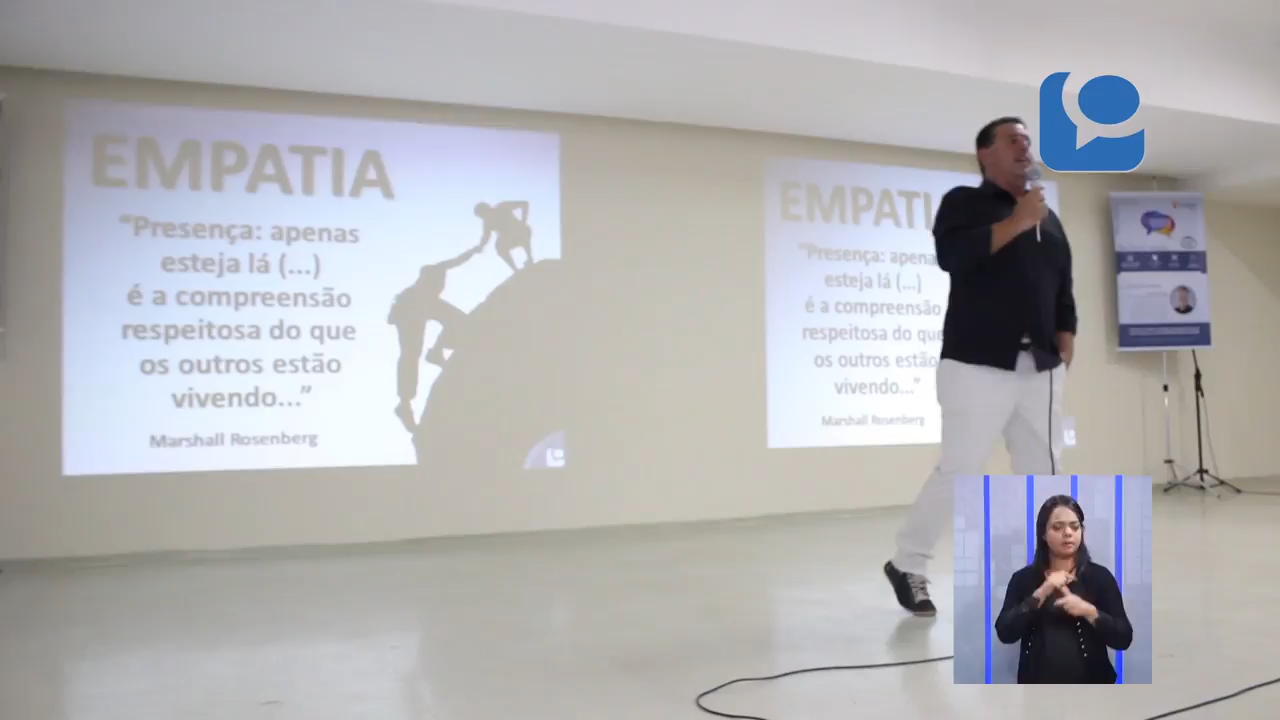 EMPATIA
“Presença: apenas
esteja lá (...)
é a compreensão
respeitosa do que
os outros estão
vivendo...”
Marshall Rosenberg
EMPATI
“Presença: apena
esteja lá (...)
é a compreensão
respeitosa do que
os outros estão
vivendo...”
Marshall Rosenberg